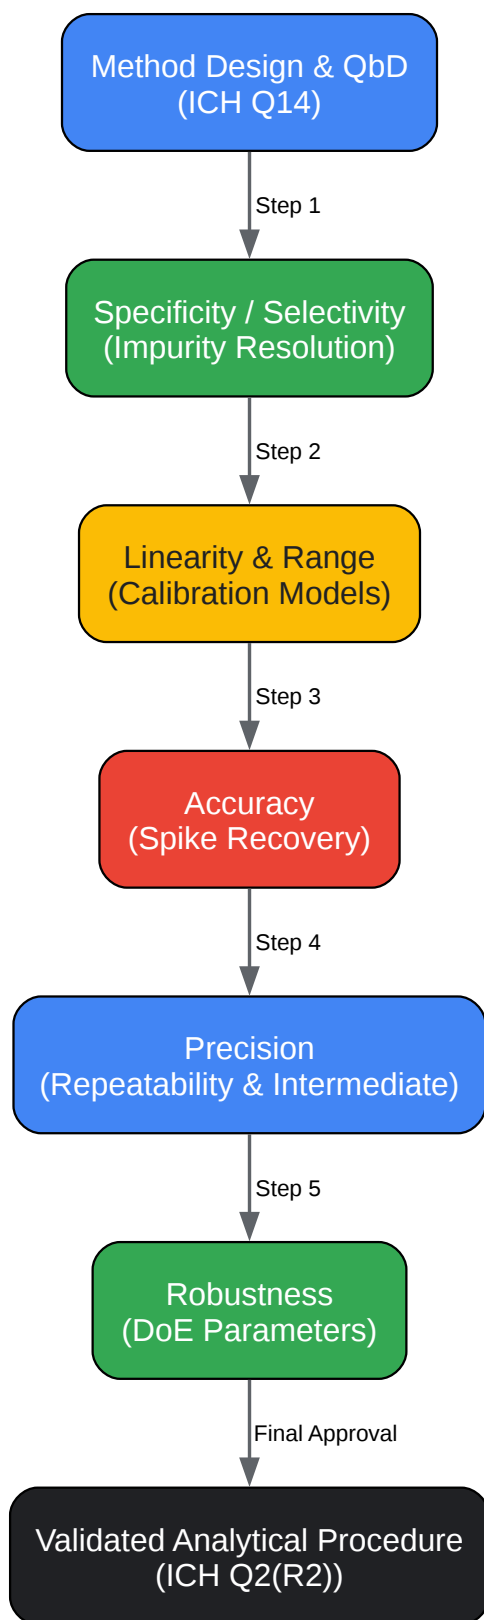 Method Design & QbD
(ICH Q14)
Step 1
Specificity / Selectivity
(Impurity Resolution)
Step 2
Linearity & Range
(Calibration Models)
Step 3
Accuracy
(Spike Recovery)
Step 4
Precision
(Repeatability & Intermediate)
Step 5
Robustness
(DoE Parameters)
Final Approval
Validated Analytical Procedure
(ICH Q2(R2))